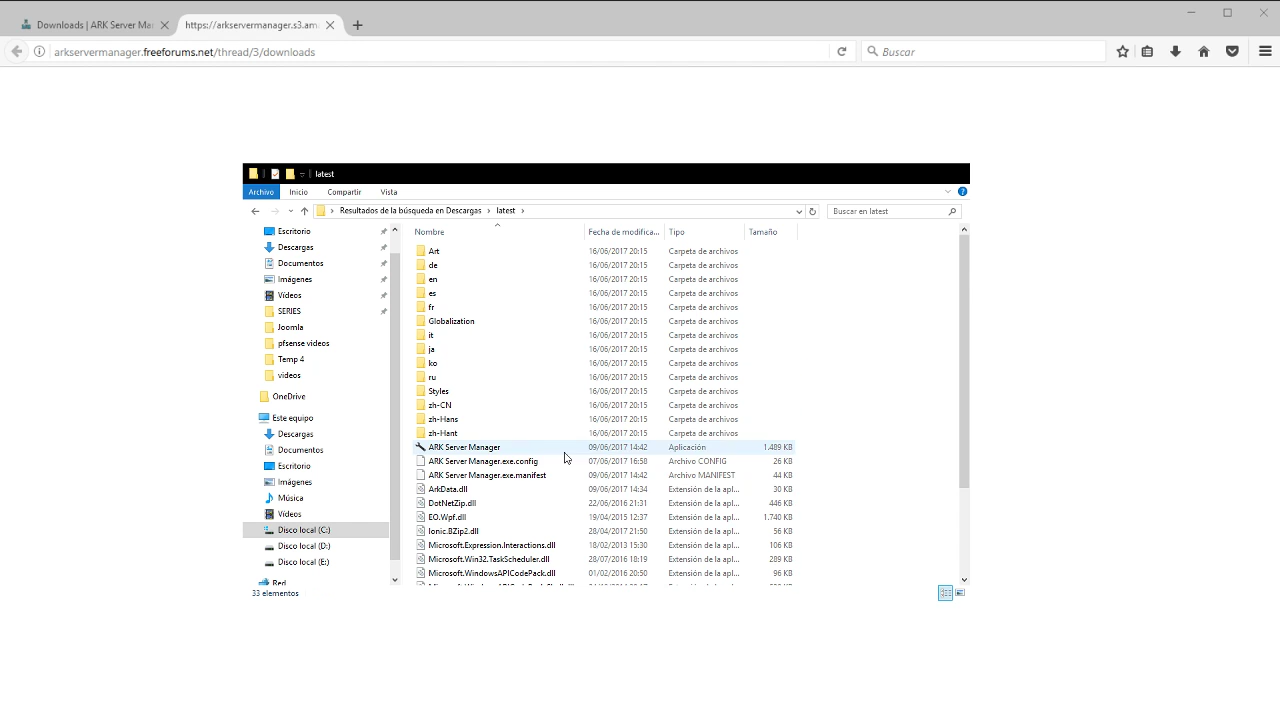 Downloads | ARK Server Ma
https://arkservermanager.s3.am
arkservermanager.freeforums.net/thread/3/downloads
Buscar
latest
Archivo Inicio Compartir Vista
Resultados de la búsqueda en Descargas > latest >
Buscar en latest
Escritorio
Descargas
Documentos
Imágenes
Vídeos
SERIES
Joomla
pfsense videos
Temp 4
videos
OneDrive
Este equipo
Descargas
Documentos
Escritorio
Imágenes
Música
Vídeos
Disco local (C:)
Disco local (D:)
Disco local (E:)
Red
Nombre Fecha de modifica... Tipo Tamaño
Art 16/06/2017 20:15 Carpeta de archivos
de 16/06/2017 20:15 Carpeta de archivos
en 16/06/2017 20:15 Carpeta de archivos
es 16/06/2017 20:15 Carpeta de archivos
fr 16/06/2017 20:15 Carpeta de archivos
Globalization 16/06/2017 20:15 Carpeta de archivos
it 16/06/2017 20:15 Carpeta de archivos
ja 16/06/2017 20:15 Carpeta de archivos
ko 16/06/2017 20:15 Carpeta de archivos
ru 16/06/2017 20:15 Carpeta de archivos
Styles 16/06/2017 20:15 Carpeta de archivos
zh-CN 16/06/2017 20:15 Carpeta de archivos
zh-Hans 16/06/2017 20:15 Carpeta de archivos
zh-Hant 16/06/2017 20:15 Carpeta de archivos
ARK Server Manager 09/06/2017 14:42 Aplicación 1.489 KB
ARK Server Manager.exe.config 07/06/2017 16:58 Archivo CONFIG 26 KB
ARK Server Manager.exe.manifest 09/06/2017 14:42 Archivo MANIFEST 44 KB
ArkData.dll 09/06/2017 14:34 Extensión de la apl... 30 KB
DotNetZip.dll 22/06/2016 21:31 Extensión de la apl... 446 KB
EO.Wpf.dll 19/04/2015 12:37 Extensión de la apl... 1.740 KB
Ionic.BZip2.dll 28/04/2017 21:50 Extensión de la apl... 56 KB
Microsoft.Expression.Interactions.dll 18/02/2013 15:30 Extensión de la apl... 106 KB
Microsoft.Win32.TaskScheduler.dll 28/07/2016 18:19 Extensión de la apl... 289 KB
Microsoft.WindowsAPICodePack.dll 01/02/2016 20:50 Extensión de la apl... 96 KB
33 elementos